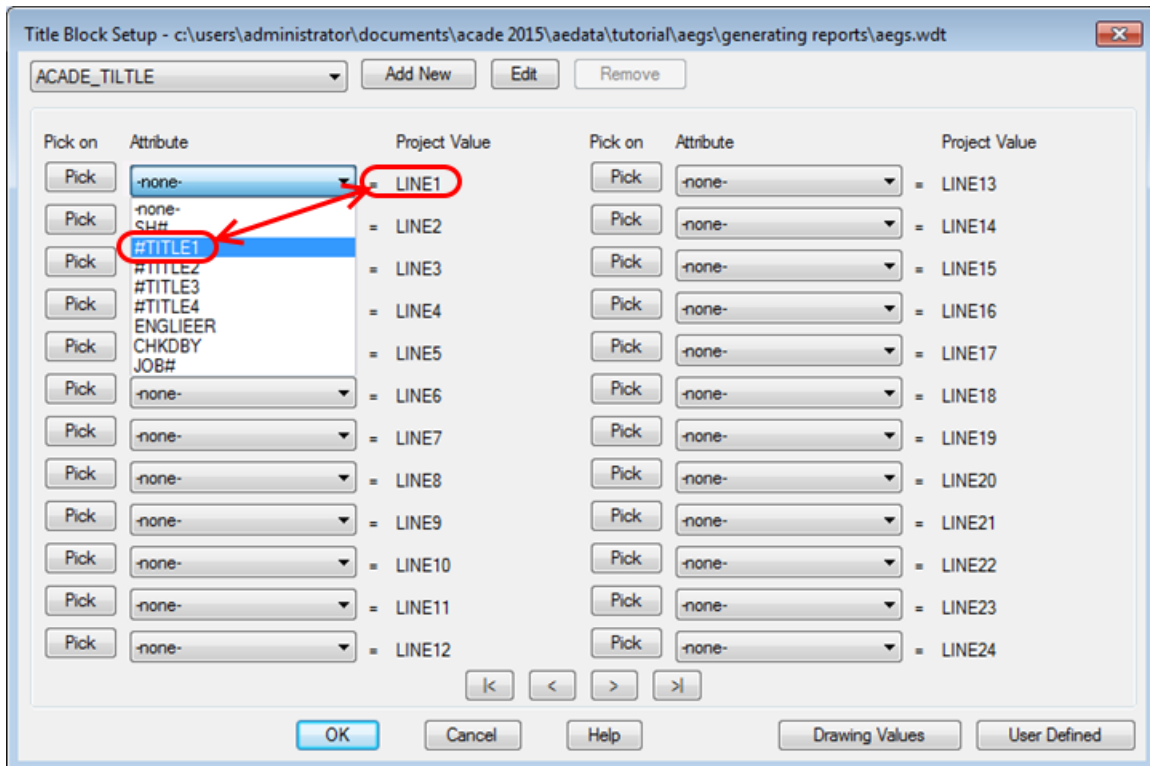 Title Block Setup - c:\users\administrator\documents\acade 2015\aedata\tutorial\aegs\generating reports\aegs.wdt
ACADE_TILTLE Add New Edit Remove
Pick on Attribute Project Value Pick on Attribute Project Value
Pick -none- = LINE1 Pick -none- = LINE13
-none-
SH#
#TITLE1
#TITLE2
#TITLE3
#TITLE4
ENGLIEER
CHKDBY
JOB#
Pick = LINE2 Pick -none- = LINE14
Pick = LINE3 Pick -none- = LINE15
Pick = LINE4 Pick -none- = LINE16
Pick = LINE5 Pick -none- = LINE17
Pick -none- = LINE6 Pick -none- = LINE18
Pick -none- = LINE7 Pick -none- = LINE19
Pick -none- = LINE8 Pick -none- = LINE20
Pick -none- = LINE9 Pick -none- = LINE21
Pick -none- = LINE10 Pick -none- = LINE22
Pick -none- = LINE11 Pick -none- = LINE23
Pick -none- = LINE12 Pick -none- = LINE24
|< < > >|
OK Cancel Help Drawing Values User Defined